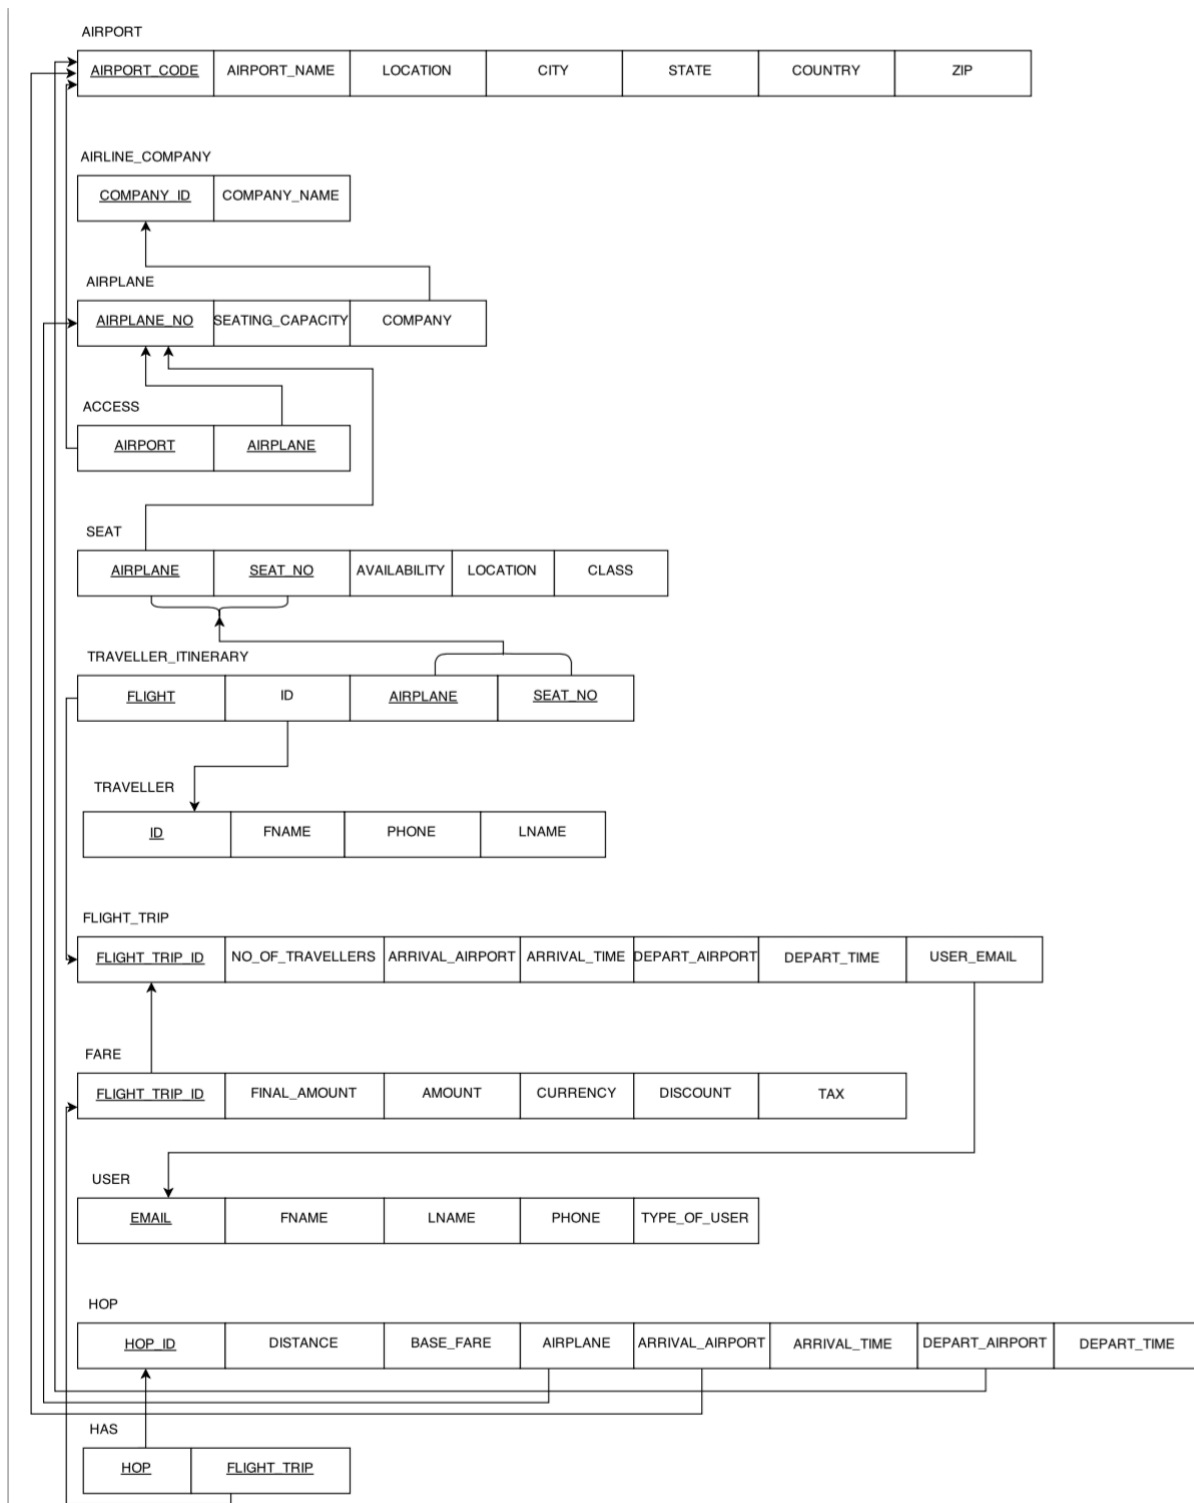 AIRPORT
AIRPORT_CODE AIRPORT_NAME LOCATION CITY STATE COUNTRY ZIP
AIRLINE_COMPANY
COMPANY_ID COMPANY_NAME
AIRPLANE
AIRPLANE_NO SEATING_CAPACITY COMPANY
ACCESS
AIRPORT AIRPLANE
SEAT
AIRPLANE SEAT_NO AVAILABILITY LOCATION CLASS
TRAVELLER_ITINERARY
FLIGHT ID AIRPLANE SEAT_NO
TRAVELLER
ID FNAME PHONE LNAME
FLIGHT_TRIP
FLIGHT_TRIP_ID NO_OF_TRAVELLERS ARRIVAL_AIRPORT ARRIVAL_TIME DEPART_AIRPORT DEPART_TIME USER_EMAIL
FARE
FLIGHT_TRIP_ID FINAL_AMOUNT AMOUNT CURRENCY DISCOUNT TAX
USER
EMAIL FNAME LNAME PHONE TYPE_OF_USER
HOP
HOP_ID DISTANCE BASE_FARE AIRPLANE ARRIVAL_AIRPORT ARRIVAL_TIME DEPART_AIRPORT DEPART_TIME
HAS
HOP FLIGHT_TRIP